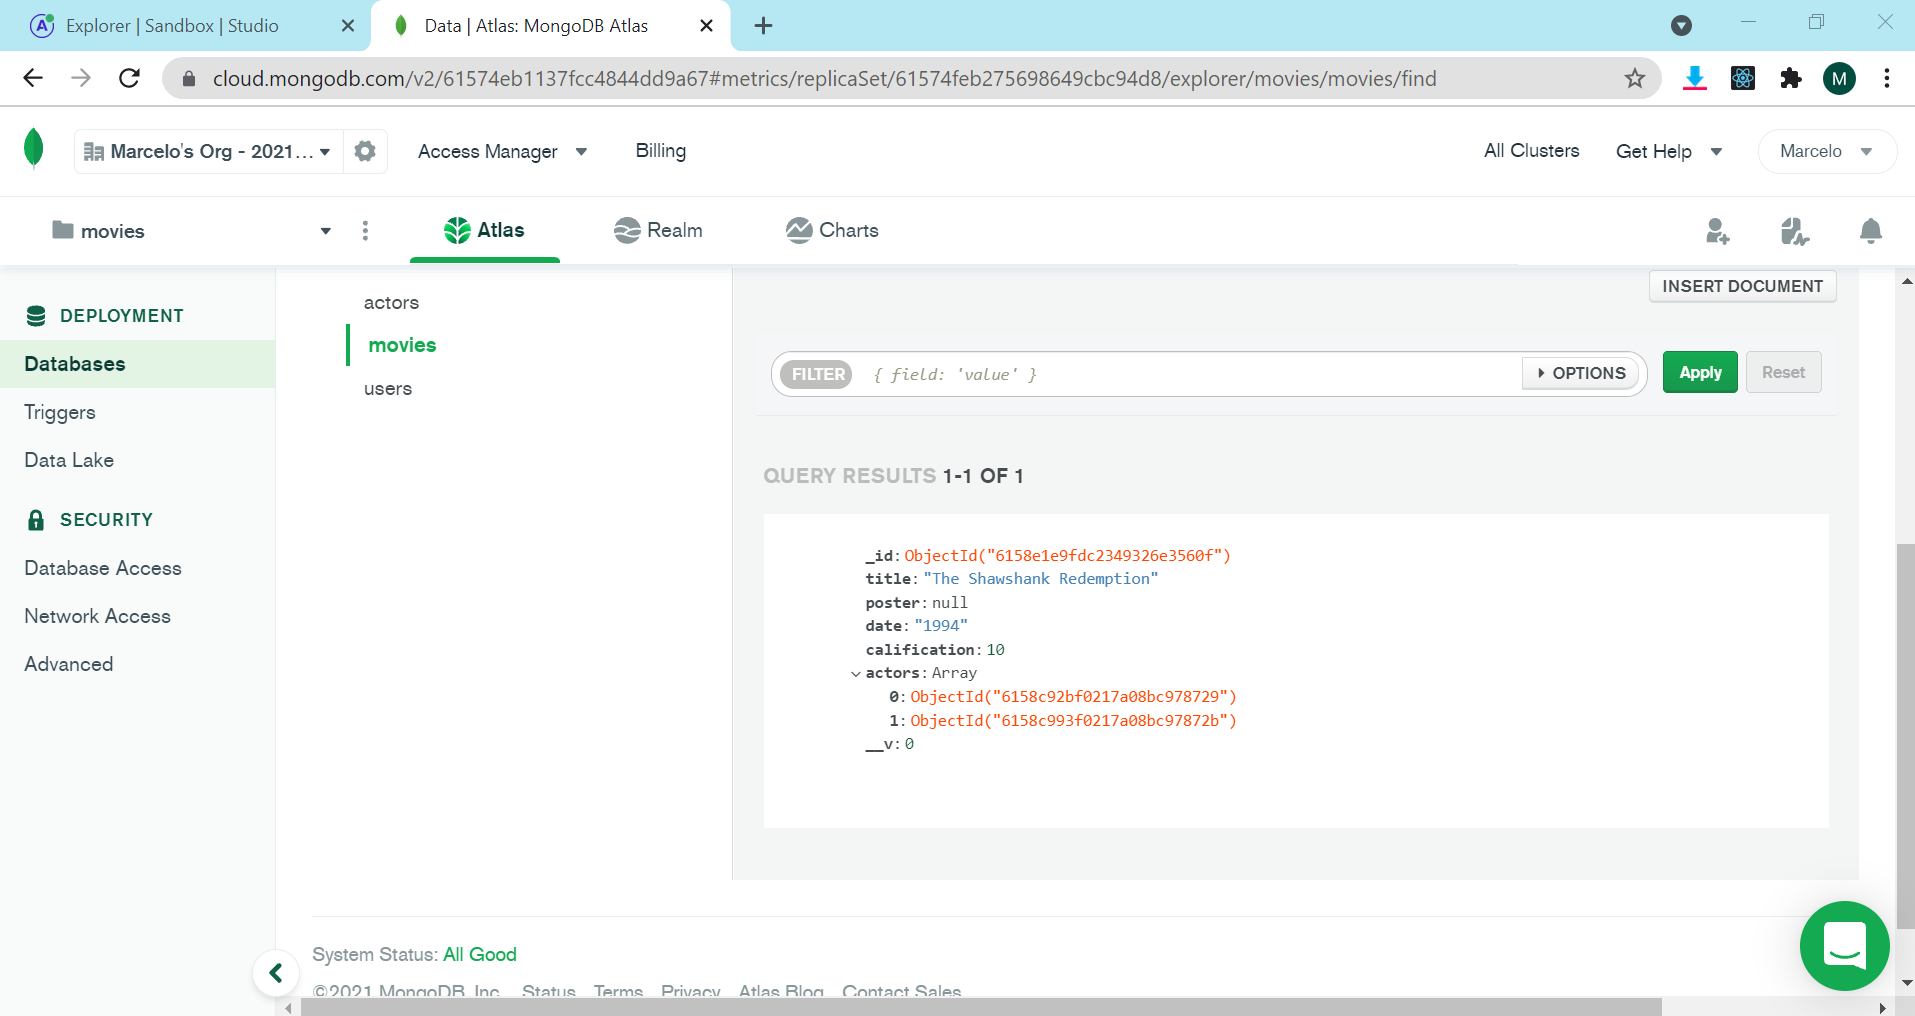 Explorer | Sandbox | Studio
Data | Atlas: MongoDB Atlas
cloud.mongodb.com/v2/61574eb1137fcc4844dd9a67#metrics/replicaSet/61574feb275698649cbc94d8/explorer/movies/movies/find
M
Marcelo's Org - 2021...
Access Manager
Billing
All Clusters
Get Help
Marcelo
movies
Atlas
Realm
Charts
DEPLOYMENT
Databases
Triggers
Data Lake
SECURITY
Database Access
Network Access
Advanced
actors
movies
users
INSERT DOCUMENT
FILTER { field: 'value' }
OPTIONS
Apply
Reset
QUERY RESULTS 1-1 OF 1
_id: ObjectId("6158e1e9fdc2349326e3560f")
title: "The Shawshank Redemption"
poster: null
date: "1994"
calification: 10
actors: Array
0: ObjectId("6158c92bf0217a08bc978729")
1: ObjectId("6158c993f0217a08bc97872b")
__v: 0
System Status: All Good
©2021 MongoDB, Inc. Status Terms Privacy Atlas Blog Contact Sales